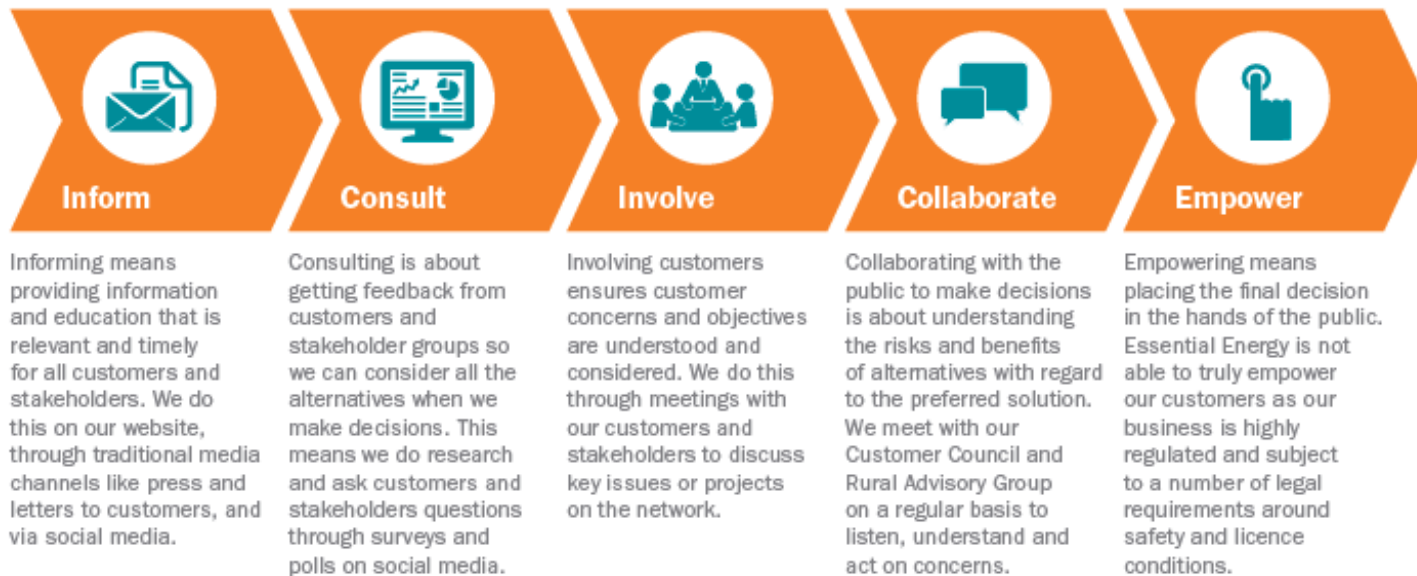 Inform
Informing means
providing information
and education that is
relevant and timely
for all customers and
stakeholders. We do
this on our website,
through traditional media
channels like press and
letters to customers, and
via social media.
Consult
Consulting is about
getting feedback from
customers and
stakeholder groups so
we can consider all the
alternatives when we
make decisions. This
means we do research
and ask customers and
stakeholders questions
through surveys and
polls on social media.
Involve
Involving customers
ensures customer
concerns and objectives
are understood and
considered. We do this
through meetings with
our customers and
stakeholders to discuss
key issues or projects
on the network.
Collaborate
Collaborating with the
public to make decisions
is about understanding
the risks and benefits
of alternatives with regard
to the preferred solution.
We meet with our
Customer Council and
Rural Advisory Group
on a regular basis to
listen, understand and
act on concerns.
Empower
Empowering means
placing the final decision
in the hands of the public.
Essential Energy is not
able to truly empower
our customers as our
business is highly
regulated and subject
to a number of legal
requirements around
safety and licence
conditions.